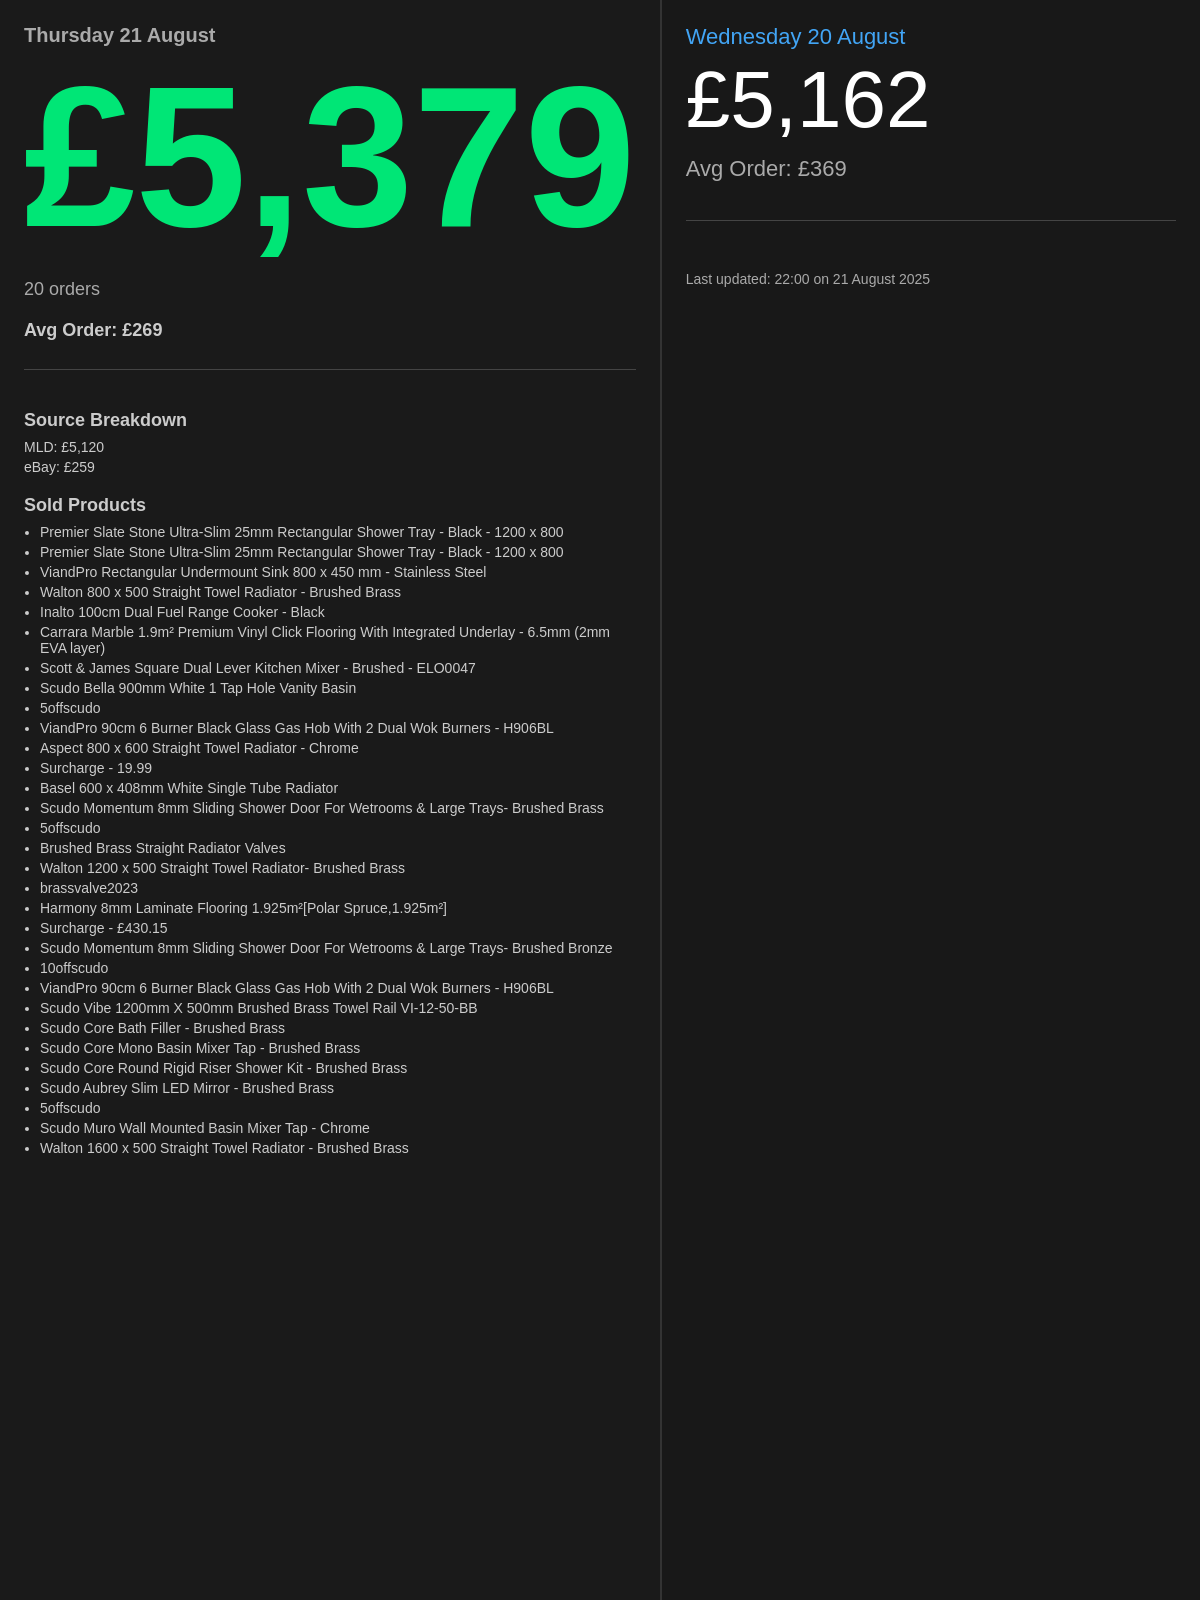 Thursday 21 August
£5,379
20 orders
Avg Order: £269
Source Breakdown
MLD: £5,120
eBay: £259
Sold Products
• Premier Slate Stone Ultra-Slim 25mm Rectangular Shower Tray - Black - 1200 x 800
• Premier Slate Stone Ultra-Slim 25mm Rectangular Shower Tray - Black - 1200 x 800
• ViandPro Rectangular Undermount Sink 800 x 450 mm - Stainless Steel
• Walton 800 x 500 Straight Towel Radiator - Brushed Brass
• Inalto 100cm Dual Fuel Range Cooker - Black
• Carrara Marble 1.9m² Premium Vinyl Click Flooring With Integrated Underlay - 6.5mm (2mm
EVA layer)
• Scott & James Square Dual Lever Kitchen Mixer - Brushed - ELO0047
• Scudo Bella 900mm White 1 Tap Hole Vanity Basin
• 5offscudo
• ViandPro 90cm 6 Burner Black Glass Gas Hob With 2 Dual Wok Burners - H906BL
• Aspect 800 x 600 Straight Towel Radiator - Chrome
• Surcharge - 19.99
• Basel 600 x 408mm White Single Tube Radiator
• Scudo Momentum 8mm Sliding Shower Door For Wetrooms & Large Trays- Brushed Brass
• 5offscudo
• Brushed Brass Straight Radiator Valves
• Walton 1200 x 500 Straight Towel Radiator- Brushed Brass
• brassvalve2023
• Harmony 8mm Laminate Flooring 1.925m²[Polar Spruce,1.925m²]
• Surcharge - £430.15
• Scudo Momentum 8mm Sliding Shower Door For Wetrooms & Large Trays- Brushed Bronze
• 10offscudo
• ViandPro 90cm 6 Burner Black Glass Gas Hob With 2 Dual Wok Burners - H906BL
• Scudo Vibe 1200mm X 500mm Brushed Brass Towel Rail VI-12-50-BB
• Scudo Core Bath Filler - Brushed Brass
• Scudo Core Mono Basin Mixer Tap - Brushed Brass
• Scudo Core Round Rigid Riser Shower Kit - Brushed Brass
• Scudo Aubrey Slim LED Mirror - Brushed Brass
• 5offscudo
• Scudo Muro Wall Mounted Basin Mixer Tap - Chrome
• Walton 1600 x 500 Straight Towel Radiator - Brushed Brass
Wednesday 20 August
£5,162
Avg Order: £369
Last updated: 22:00 on 21 August 2025